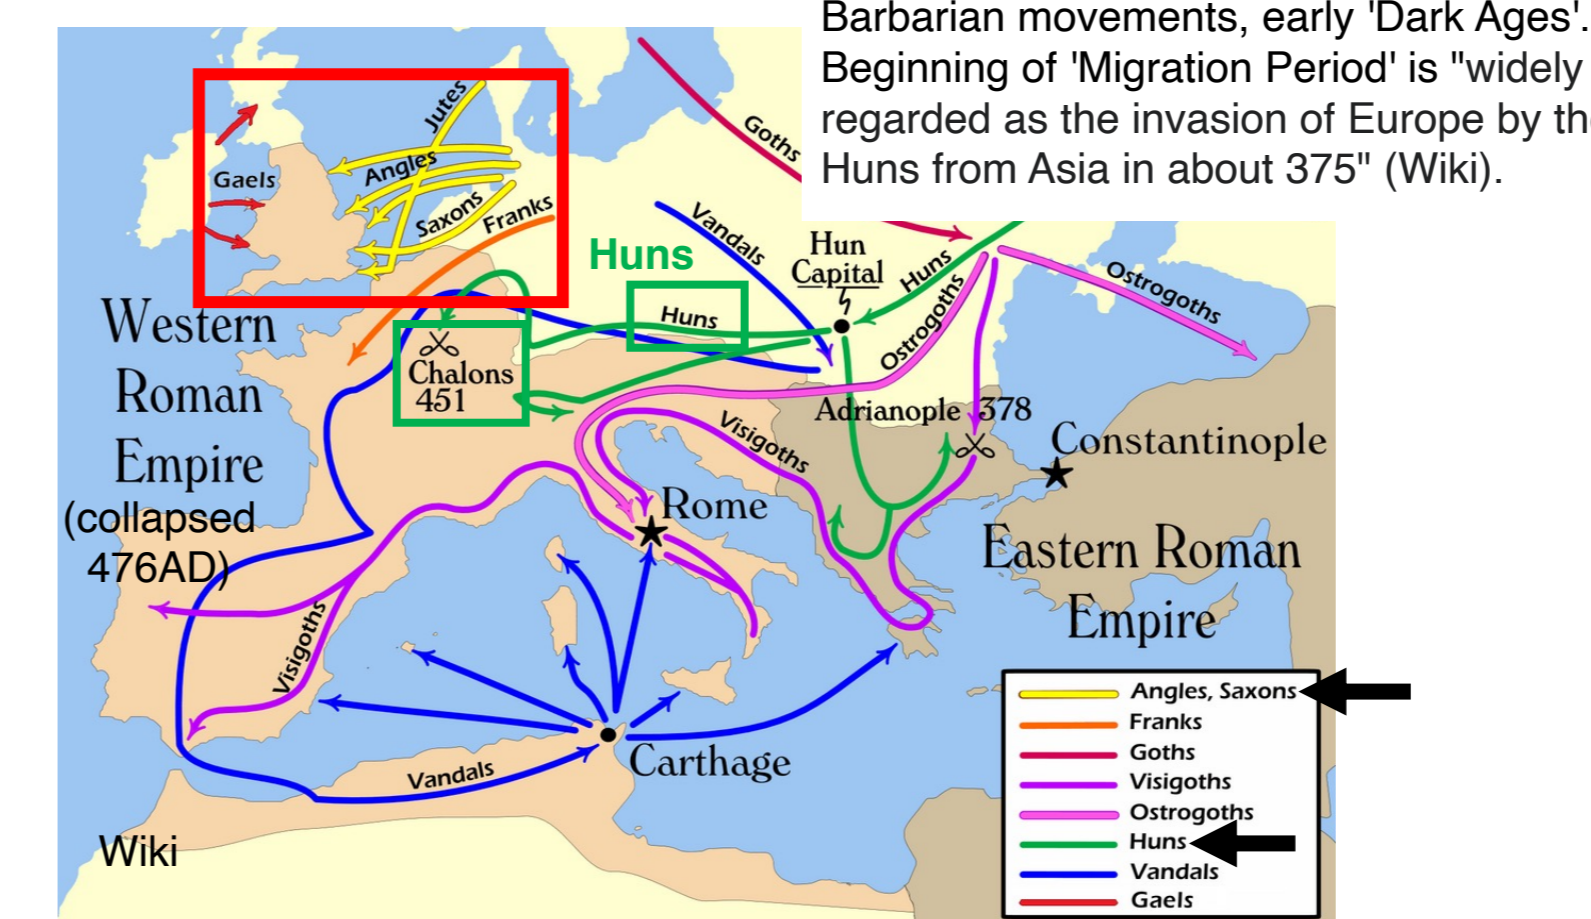 Barbarian movements, early 'Dark Ages'.
Beginning of 'Migration Period' is "widely
regarded as the invasion of Europe by the
Huns from Asia in about 375" (Wiki).
Jutes
Goths
Angles
Gaels
Saxons
Franks
Vandals
Huns
Hun
Capital
Huns
Ostrogoths
Ostrogoths
Huns
Western
Roman
Empire
(collapsed
476AD)
Chalons
451
Adrianople 378
Visigoths
Constantinople
Rome
Eastern Roman
Empire
Visigoths
Carthage
Vandals
Wiki
Angles, Saxons
Franks
Goths
Visigoths
Ostrogoths
Huns
Vandals
Gaels